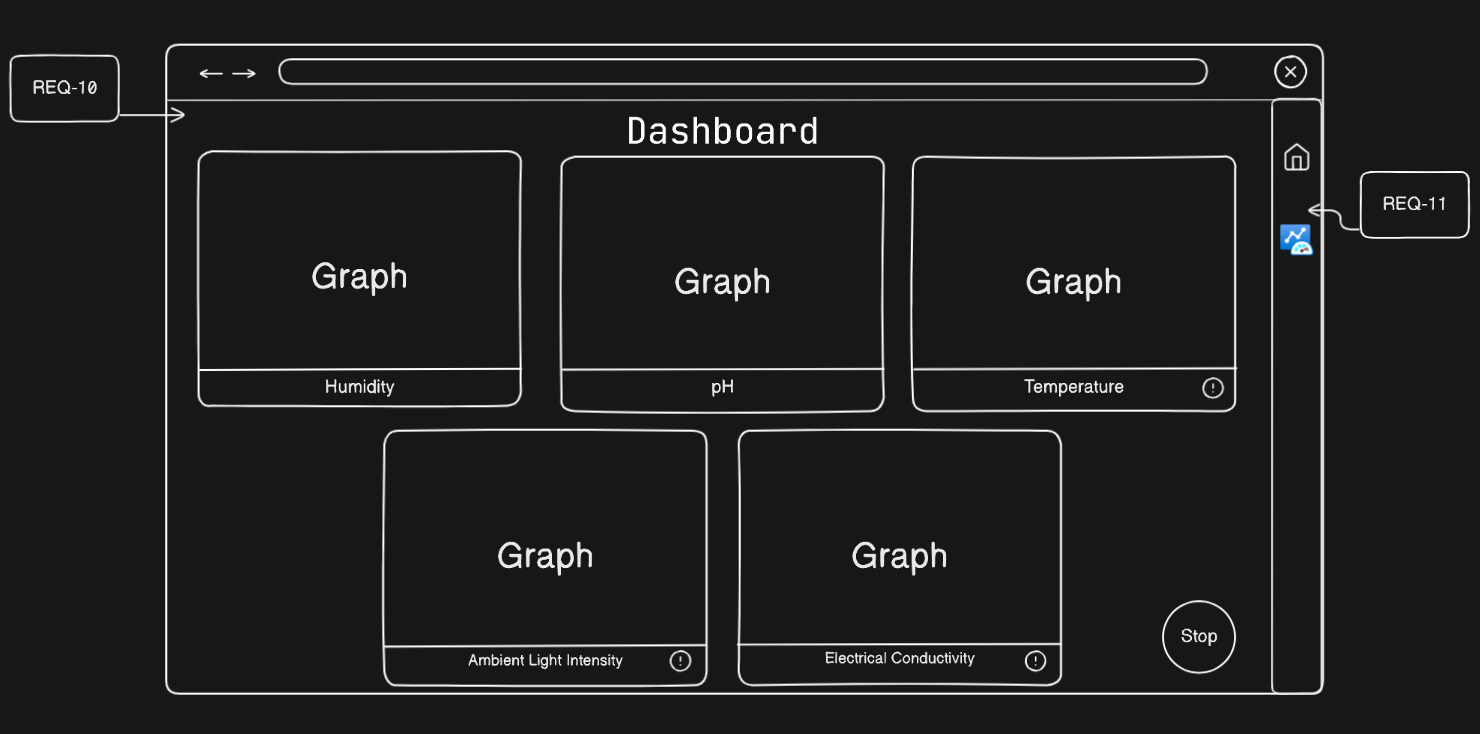 REQ-10
Dashboard
REQ-11
Graph
Graph
Graph
Humidity
pH
Temperature
Graph
Graph
Stop
Ambient Light Intensity
Electrical Conductivity